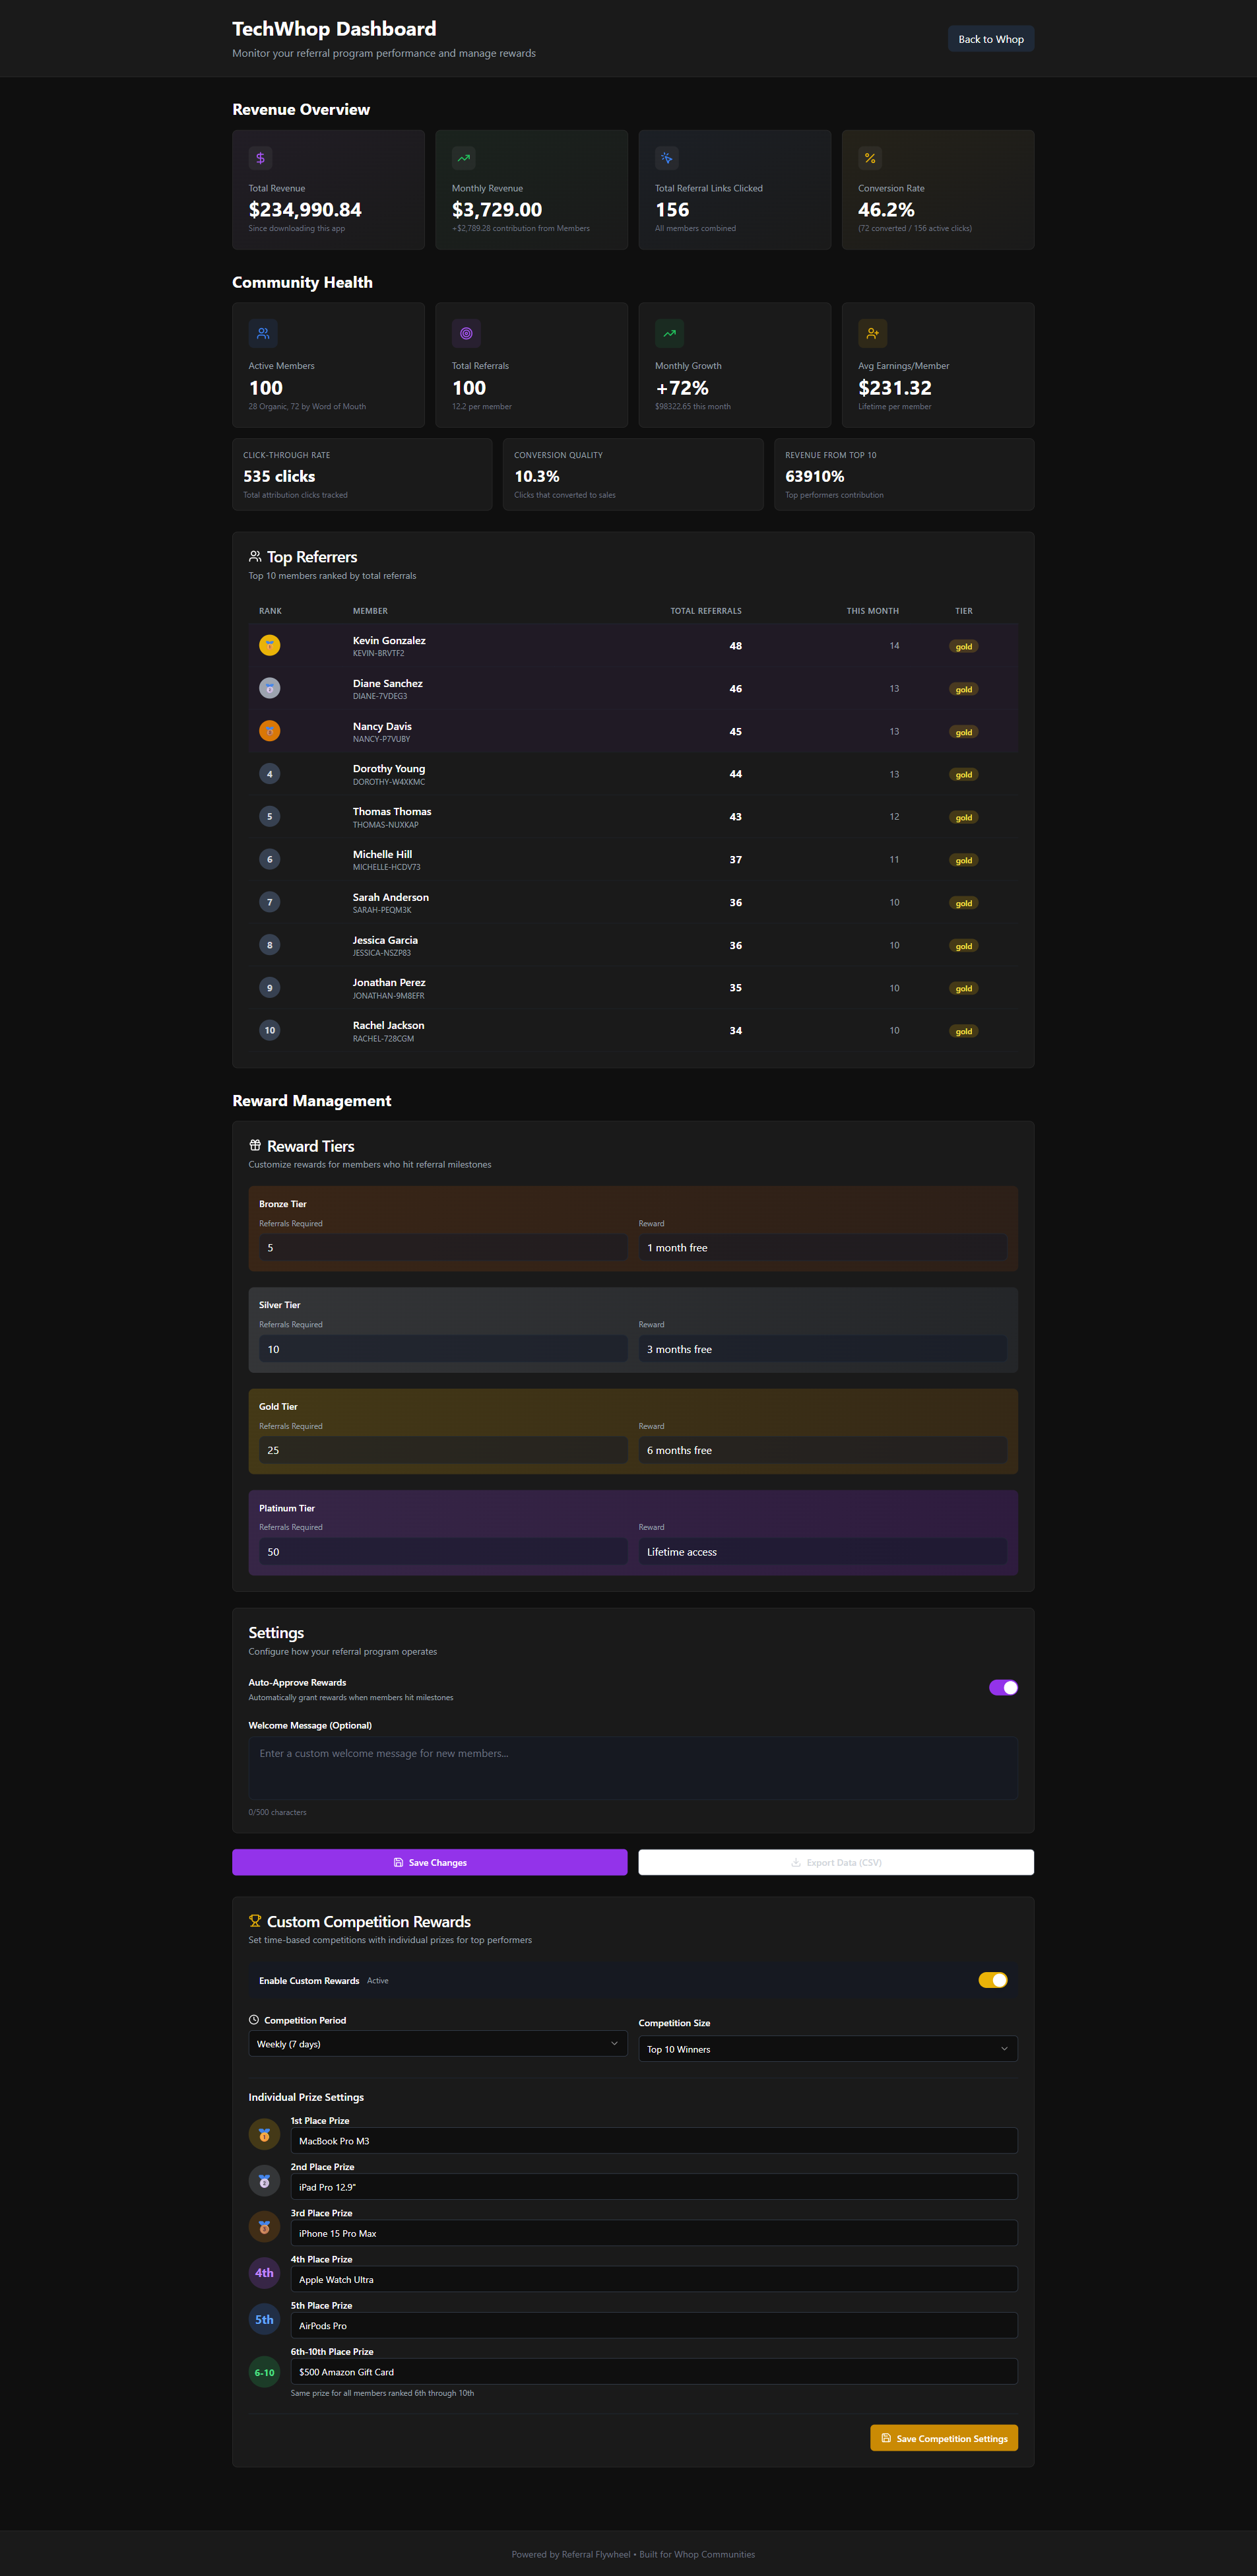 TechWhop Dashboard
Monitor your referral program performance and manage rewards
Back to Whop
Revenue Overview
Total Revenue
$234,990.84
Since downloading this app
Monthly Revenue
$3,729.00
+$2,789.28 contribution from Members
Total Referral Links Clicked
156
All members combined
Conversion Rate
46.2%
(72 converted / 156 active clicks)
Community Health
Active Members
100
28 Organic, 72 by Word of Mouth
Total Referrals
100
12.2 per member
Monthly Growth
+72%
$98322.65 this month
Avg Earnings/Member
$231.32
Lifetime per member
CLICK-THROUGH RATE
535 clicks
Total attribution clicks tracked
CONVERSION QUALITY
10.3%
Clicks that converted to sales
REVENUE FROM TOP 10
63910%
Top performers contribution
Top Referrers
Top 10 members ranked by total referrals
RANK MEMBER TOTAL REFERRALS THIS MONTH TIER
Kevin Gonzalez 48 14 gold
KEVIN-BRVTF2
Diane Sanchez 46 13 gold
DIANE-7VDEG3
Nancy Davis 45 13 gold
NANCY-P7VUBY
4 Dorothy Young 44 13 gold
DOROTHY-W4XKMC
5 Thomas Thomas 43 12 gold
THOMAS-NUXKAP
6 Michelle Hill 37 11 gold
MICHELLE-HCDV73
7 Sarah Anderson 36 10 gold
SARAH-PEQM3K
8 Jessica Garcia 36 10 gold
JESSICA-NSZP83
9 Jonathan Perez 35 10 gold
JONATHAN-9M8EFR
10 Rachel Jackson 34 10 gold
RACHEL-728CGM
Reward Management
Reward Tiers
Customize rewards for members who hit referral milestones
Bronze Tier
Referrals Required Reward
5 1 month free
Silver Tier
Referrals Required Reward
10 3 months free
Gold Tier
Referrals Required Reward
25 6 months free
Platinum Tier
Referrals Required Reward
50 Lifetime access
Settings
Configure how your referral program operates
Auto-Approve Rewards
Automatically grant rewards when members hit milestones
Welcome Message (Optional)
Enter a custom welcome message for new members...
0/500 characters
Save Changes
Export Data (CSV)
Custom Competition Rewards
Set time-based competitions with individual prizes for top performers
Enable Custom Rewards Active
Competition Period
Weekly (7 days)
Competition Size
Top 10 Winners
Individual Prize Settings
1st Place Prize
MacBook Pro M3
2nd Place Prize
iPad Pro 12.9"
3rd Place Prize
iPhone 15 Pro Max
4th Place Prize
4th Apple Watch Ultra
5th Place Prize
5th AirPods Pro
6th-10th Place Prize
6-10 $500 Amazon Gift Card
Same prize for all members ranked 6th through 10th
Save Competition Settings
Powered by Referral Flywheel • Built for Whop Communities